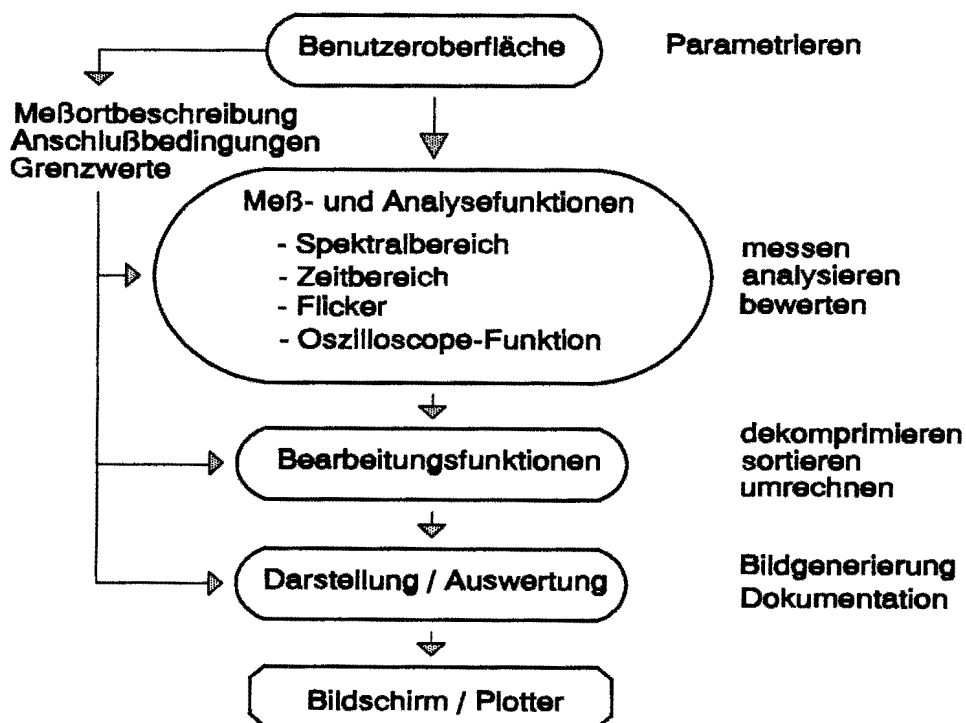 Benutzeroberfläche
Parametrieren
Meßortbeschreibung
Anschlußbedingungen
Grenzwerte
Meß- und Analysefunktionen
- Spektralbereich
- Zeitbereich
- Flicker
- Oszilloscope-Funktion
messen
analysieren
bewerten
Bearbeitungsfunktionen
dekomprimieren
sortieren
umrechnen
Darstellung / Auswertung
Bildgenerierung
Dokumentation
Bildschirm / Plotter